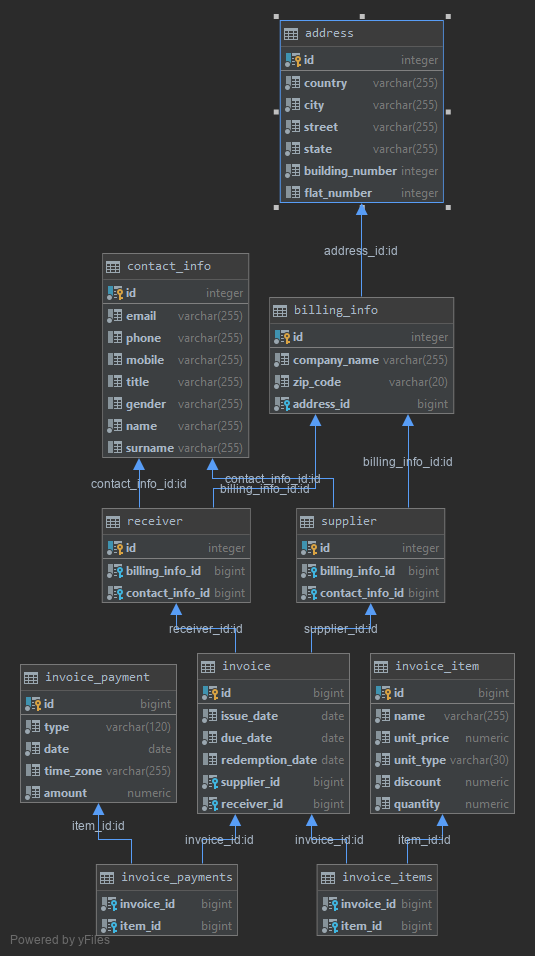 address
id integer
country varchar(255)
city varchar(255)
street varchar(255)
state varchar(255)
building_number integer
flat_number integer
address_id:id
contact_info
id integer
email varchar(255)
phone varchar(255)
mobile varchar(255)
title varchar(255)
gender varchar(255)
name varchar(255)
surname varchar(255)
billing_info
id integer
company_name varchar(255)
zip_code varchar(20)
address_id bigint
billing_info_id:id
contact_info_id:id
contact_info_id:id
billing_info_id:id
receiver
id integer
billing_info_id bigint
contact_info_id bigint
supplier
id integer
billing_info_id bigint
contact_info_id bigint
receiver_id:id
supplier_id:id
invoice_payment
id bigint
type varchar(120)
date date
time_zone varchar(255)
amount numeric
invoice
id bigint
issue_date date
due_date date
redemption_date date
supplier_id bigint
receiver_id bigint
invoice_item
id bigint
name varchar(255)
unit_price numeric
unit_type varchar(30)
discount numeric
quantity numeric
item_id:id
invoice_id:id
invoice_id:id
item_id:id
invoice_payments
invoice_id bigint
item_id bigint
invoice_items
invoice_id bigint
item_id bigint
Powered by yFiles